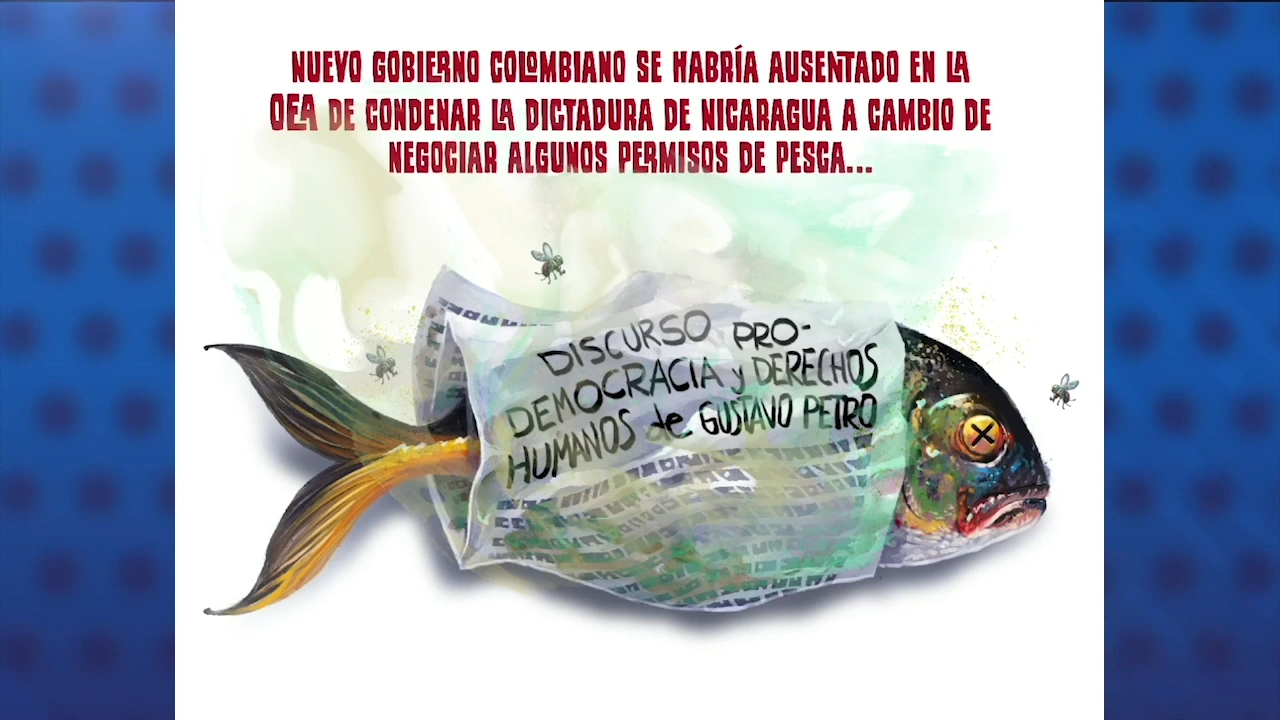 NUEVO GOBIERNO COLOMBIANO SE HABRÍA AUSENTADO EN LA
OEA DE CONDENAR LA DICTADURA DE NICARAGUA A CAMBIO DE
NEGOCIAR ALGUNOS PERMISOS DE PESCA...
DISCURSO PRO-
DEMOCRACIA y DERECHOS
HUMANOS de GUSTAVO PETRO